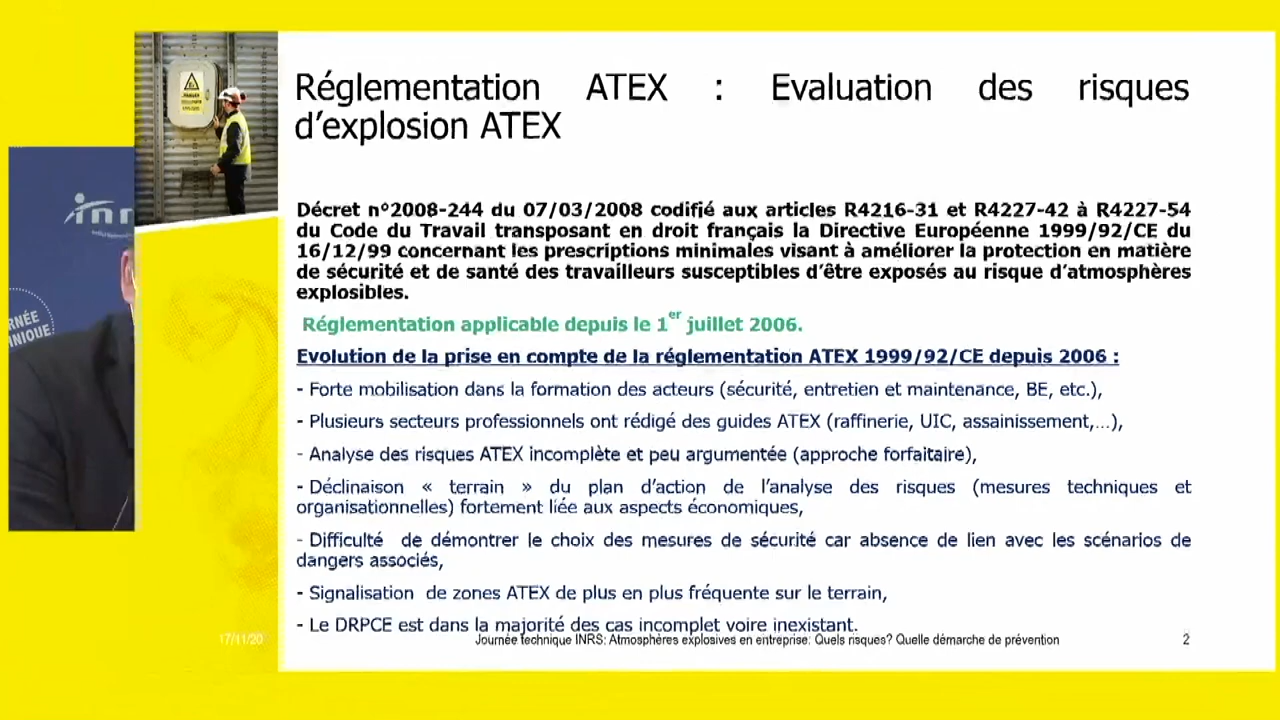 Réglementation ATEX : Evaluation des risques
d'explosion ATEX
Décret n°2008-244 du 07/03/2008 codifié aux articles R4216-31 et R4227-42 à R4227-54
du Code du Travail transposant en droit français la Directive Européenne 1999/92/CE du
16/12/99 concernant les prescriptions minimales visant à améliorer la protection en matière
de sécurité et de santé des travailleurs susceptibles d'être exposés au risque d'atmosphères
explosibles.
Réglementation applicable depuis le 1er juillet 2006.
Evolution de la prise en compte de la réglementation ATEX 1999/92/CE depuis 2006 :
- Forte mobilisation dans la formation des acteurs (sécurité, entretien et maintenance, BE, etc.),
- Plusieurs secteurs professionnels ont rédigé des guides ATEX (raffinerie, UIC, assainissement,...),
- Analyse des risques ATEX incomplète et peu argumentée (approche forfaitaire),
- Déclinaison « terrain » du plan d'action de l'analyse des risques (mesures techniques et
organisationnelles) fortement liée aux aspects économiques,
- Difficulté de démontrer le choix des mesures de sécurité car absence de lien avec les scénarios de
dangers associés,
- Signalisation de zones ATEX de plus en plus fréquente sur le terrain,
- Le DRPCE est dans la majorité des cas incomplet voire inexistant.
17/11/20
Journée technique INRS: Atmosphères explosives en entreprise: Quels risques? Quelle démarche de prévention
2
inr
RNÉE
HNIQUE